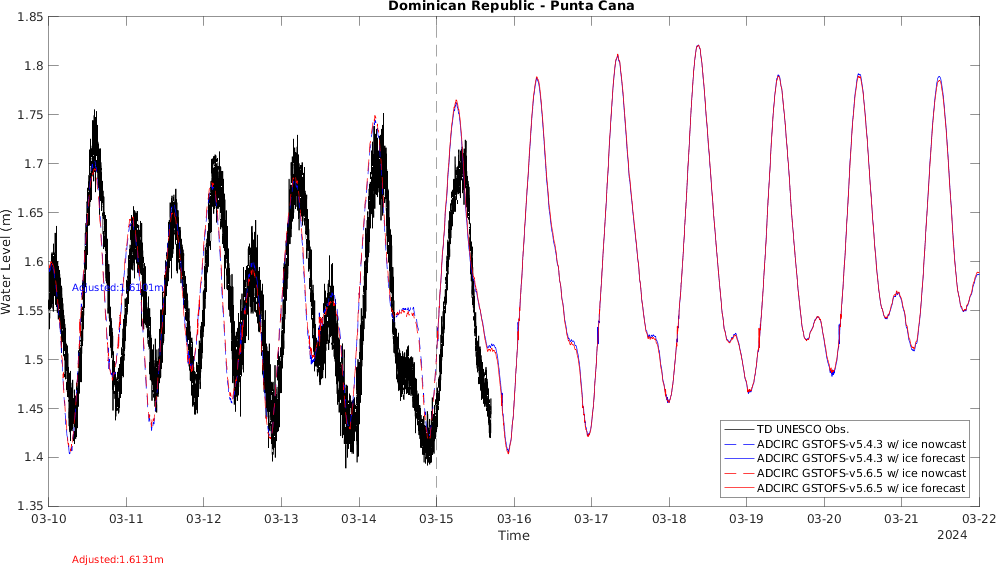 Dominican Republic - Punta Cana
Water Level (m)
1.85
1.8
1.75
1.7
1.65
1.6
1.55
1.5
1.45
1.4
1.35
Adjusted:1.6101m
TD UNESCO Obs.
ADCIRC GSTOFS-v5.4.3 w/ ice nowcast
ADCIRC GSTOFS-v5.4.3 w/ ice forecast
ADCIRC GSTOFS-v5.6.5 w/ ice nowcast
ADCIRC GSTOFS-v5.6.5 w/ ice forecast
03-10 03-11 03-12 03-13 03-14 03-15 03-16 03-17 03-18 03-19 03-20 03-21 03-22
Time
2024
Adjusted:1.6131m